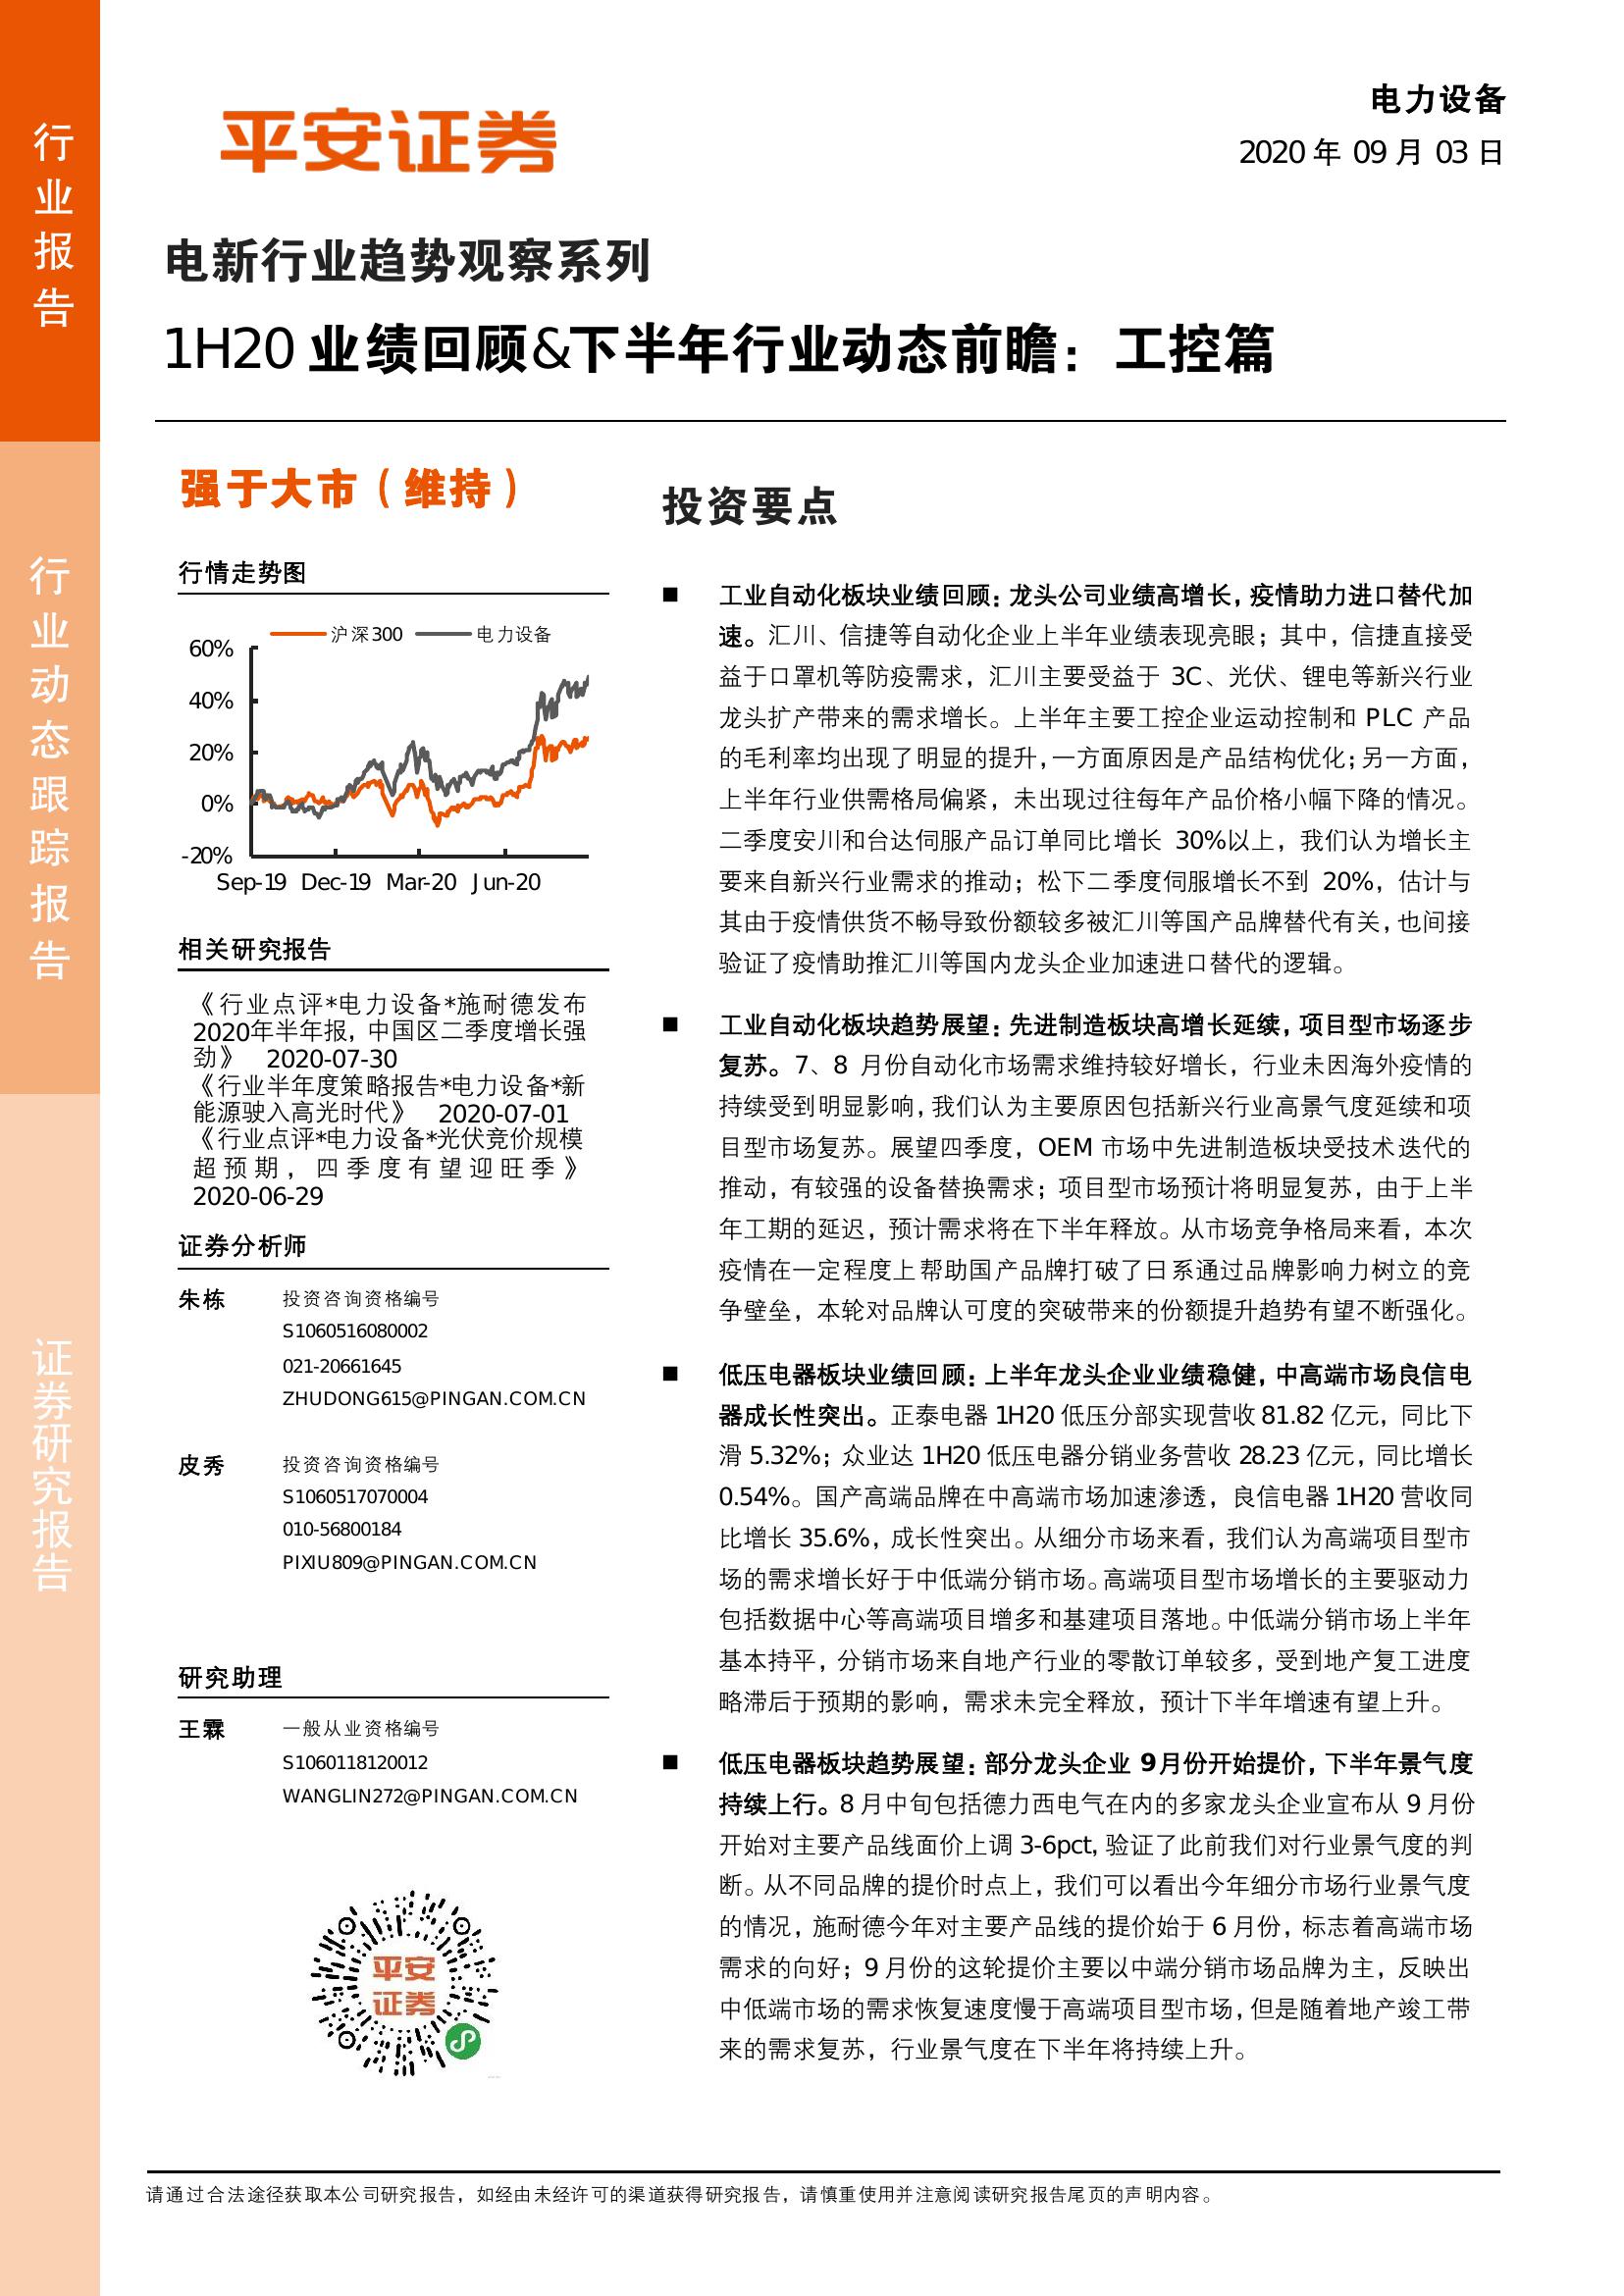 行业报告
行业动态跟踪报告
证券研究报告
平安证券
电力设备
2020 年 09 月 03 日
电新行业趋势观察系列
1H20 业绩回顾&下半年行业动态前瞻：工控篇
强于大市（维持）
行情走势图
沪深300 电力设备
60%
40%
20%
0%
-20%
Sep-19 Dec-19 Mar-20 Jun-20
相关研究报告
《行业点评*电力设备*施耐德发布
2020年半年报，中国区二季度增长强
劲》 2020-07-30
《行业半年度策略报告*电力设备*新
能源驶入高光时代》 2020-07-01
《行业点评*电力设备*光伏竞价规模
超预期，四季度有望迎旺季》
2020-06-29
证券分析师
朱栋 投资咨询资格编号
S1060516080002
021-20661645
ZHUDONG615@PINGAN.COM.CN
皮秀 投资咨询资格编号
S1060517070004
010-56800184
PIXIU809@PINGAN.COM.CN
研究助理
王霖 一般从业资格编号
S1060118120012
WANGLIN272@PINGAN.COM.CN
平安
证券
投资要点
■ 工业自动化板块业绩回顾：龙头公司业绩高增长，疫情助力进口替代加
速。汇川、信捷等自动化企业上半年业绩表现亮眼；其中，信捷直接受
益于口罩机等防疫需求，汇川主要受益于 3C、光伏、锂电等新兴行业
龙头扩产带来的需求增长。上半年主要工控企业运动控制和 PLC 产品
的毛利率均出现了明显的提升，一方面原因是产品结构优化；另一方面，
上半年行业供需格局偏紧，未出现过往每年产品价格小幅下降的情况。
二季度安川和台达伺服产品订单同比增长 30%以上，我们认为增长主
要来自新兴行业需求的推动；松下二季度伺服增长不到 20%，估计与
其由于疫情供货不畅导致份额较多被汇川等国产品牌替代有关，也间接
验证了疫情助推汇川等国内龙头企业加速进口替代的逻辑。
■ 工业自动化板块趋势展望：先进制造板块高增长延续，项目型市场逐步
复苏。7、8 月份自动化市场需求维持较好增长，行业未因海外疫情的
持续受到明显影响，我们认为主要原因包括新兴行业高景气度延续和项
目型市场复苏。展望四季度，OEM 市场中先进制造板块受技术迭代的
推动，有较强的设备替换需求；项目型市场预计将明显复苏，由于上半
年工期的延迟，预计需求将在下半年释放。从市场竞争格局来看，本次
疫情在一定程度上帮助国产品牌打破了日系通过品牌影响力树立的竞
争壁垒，本轮对品牌认可度的突破带来的份额提升趋势有望不断强化。
■ 低压电器板块业绩回顾：上半年龙头企业业绩稳健，中高端市场良信电
器成长性突出。正泰电器 1H20 低压分部实现营收 81.82 亿元，同比下
滑 5.32%；众业达 1H20 低压电器分销业务营收 28.23 亿元，同比增长
0.54%。国产高端品牌在中高端市场加速渗透，良信电器 1H20 营收同
比增长 35.6%，成长性突出。从细分市场来看，我们认为高端项目型市
场的需求增长好于中低端分销市场。高端项目型市场增长的主要驱动力
包括数据中心等高端项目增多和基建项目落地。中低端分销市场上半年
基本持平，分销市场来自地产行业的零散订单较多，受到地产复工进度
略滞后于预期的影响，需求未完全释放，预计下半年增速有望上升。
■ 低压电器板块趋势展望：部分龙头企业 9月份开始提价，下半年景气度
持续上行。8 月中旬包括德力西电气在内的多家龙头企业宣布从 9 月份
开始对主要产品线面价上调 3-6pct，验证了此前我们对行业景气度的判
断。从不同品牌的提价时点上，我们可以看出今年细分市场行业景气度
的情况，施耐德今年对主要产品线的提价始于 6 月份，标志着高端市场
需求的向好；9 月份的这轮提价主要以中端分销市场品牌为主，反映出
中低端市场的需求恢复速度慢于高端项目型市场，但是随着地产竣工带
来的需求复苏，行业景气度在下半年将持续上升。
请通过合法途径获取本公司研究报告，如经由未经许可的渠道获得研究报告，请慎重使用并注意阅读研究报告尾页的声明内容。